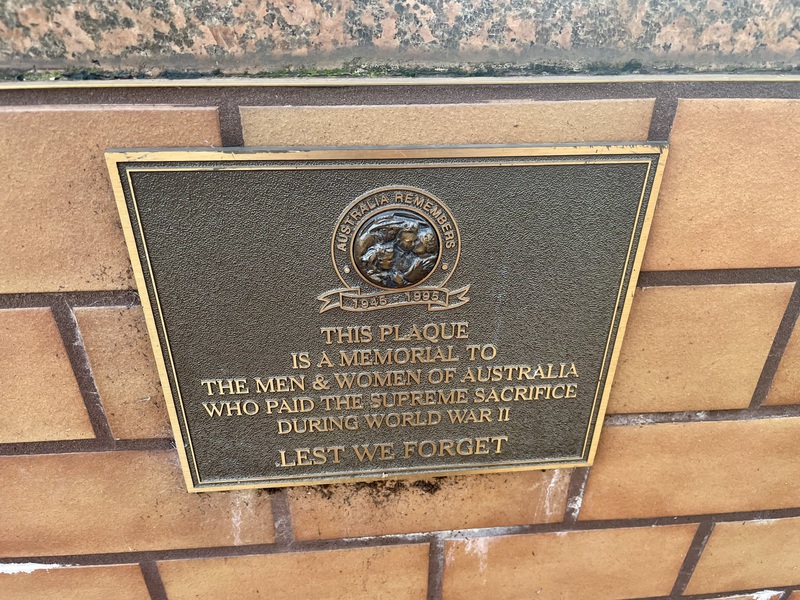 AUSTRALIA REMEMBERS
1945 - 1995
THIS PLAQUE
IS A MEMORIAL TO
THE MEN & WOMEN OF AUSTRALIA
WHO PAID THE SUPREME SACRIFICE
DURING WORLD WAR II
LEST WE FORGET